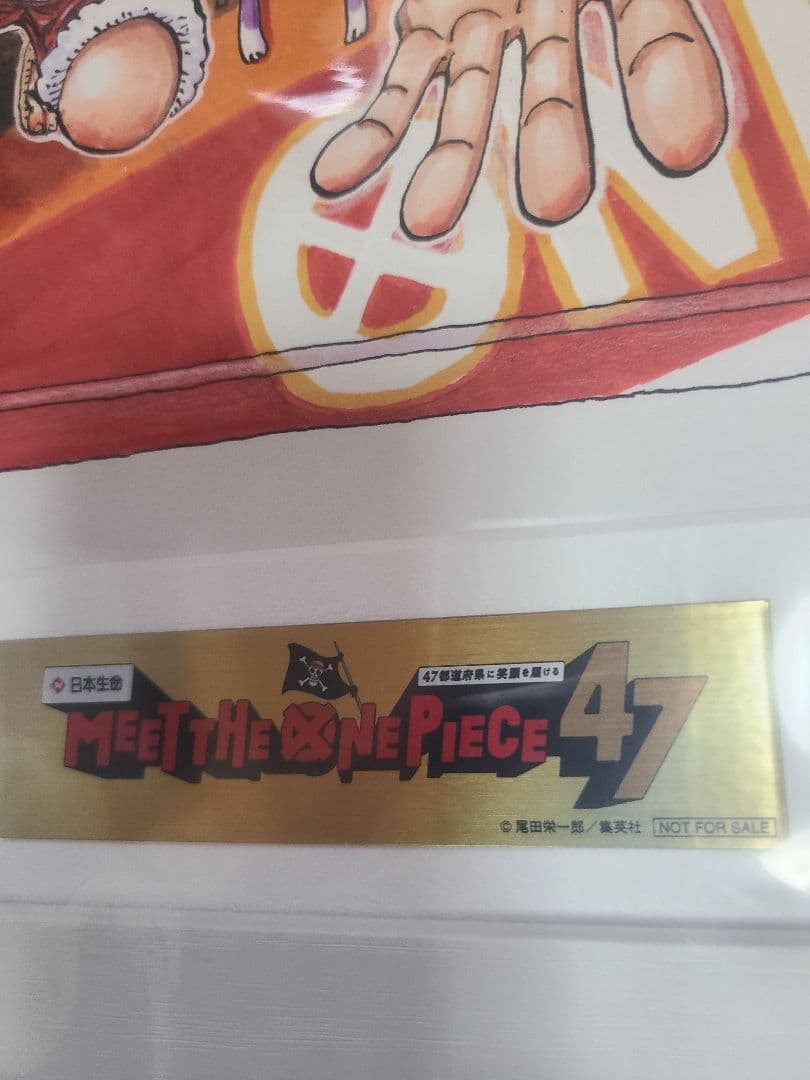 ON
日本生命
47都道府県に笑顔を届ける
MEET THE ONE PIECE 47
© 尾田栄一郎/集英社 NOT FOR SALE